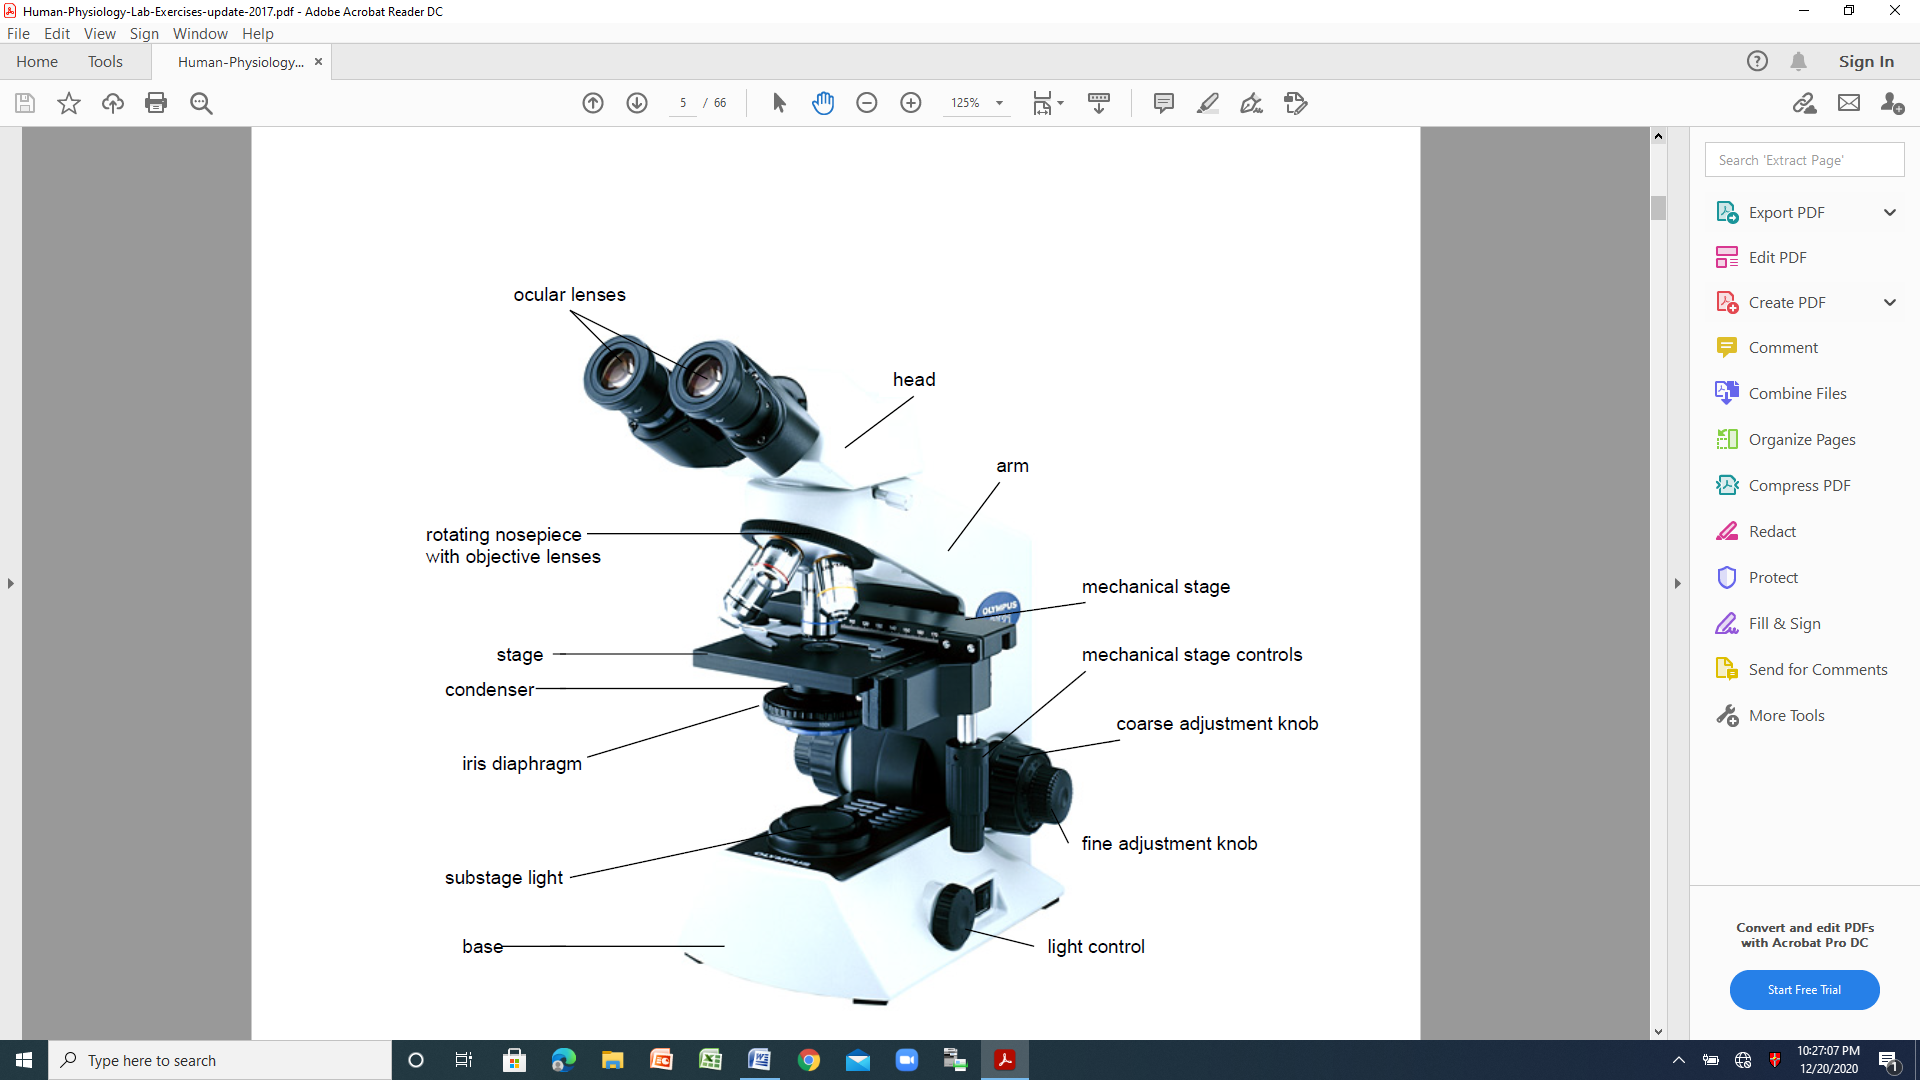 Human-Physiology-Lab-Exercises-update-2017.pdf - Adobe Acrobat Reader DC
File Edit View Sign Window Help
Home Tools Human-Physiology... Sign In
5 / 66 125%
Search 'Extract Page'
Export PDF
Edit PDF
Create PDF
Comment
Combine Files
Organize Pages
Compress PDF
Redact
Protect
Fill & Sign
Send for Comments
More Tools
Convert and edit PDFs
with Acrobat Pro DC
Start Free Trial
ocular lenses
head
arm
rotating nosepiece
with objective lenses
mechanical stage
OLYMPUS
stage
mechanical stage controls
condenser
coarse adjustment knob
iris diaphragm
fine adjustment knob
OLYMPUS
substage light
base
light control
Type here to search
10:27:07 PM
12/20/2020
1